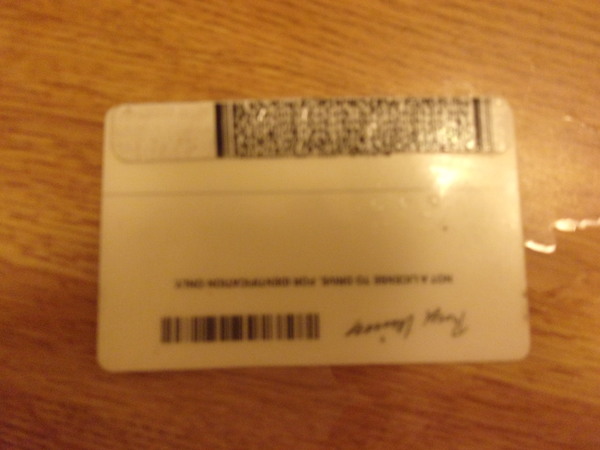 NOT A LICENSE TO DRIVE. FOR IDENTIFICATION ONLY.